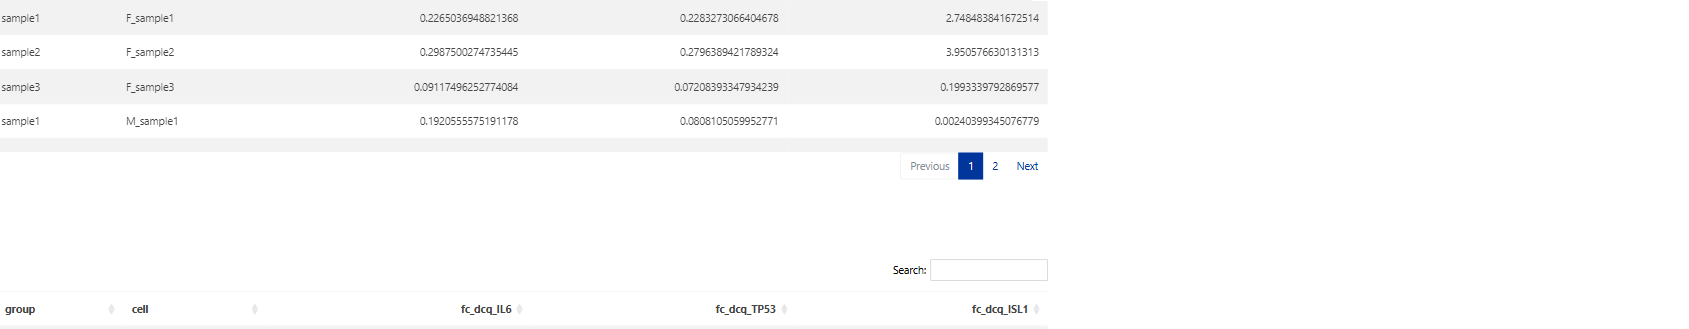 sample1 F_sample1 0.2265036948821368 0.2283273066404678 2.748483841672514
sample2 F_sample2 0.2987500274735445 0.2796389421789324 3.950576630131313
sample3 F_sample3 0.09117496252774084 0.07208393347934239 0.1993339792869577
sample1 M_sample1 0.1920555575191178 0.0808105059952771 0.00240399345076779
Previous 1 2 Next
Search:
group cell fc_dcq_IL6 fc_dcq_TP53 fc_dcq_ISL1